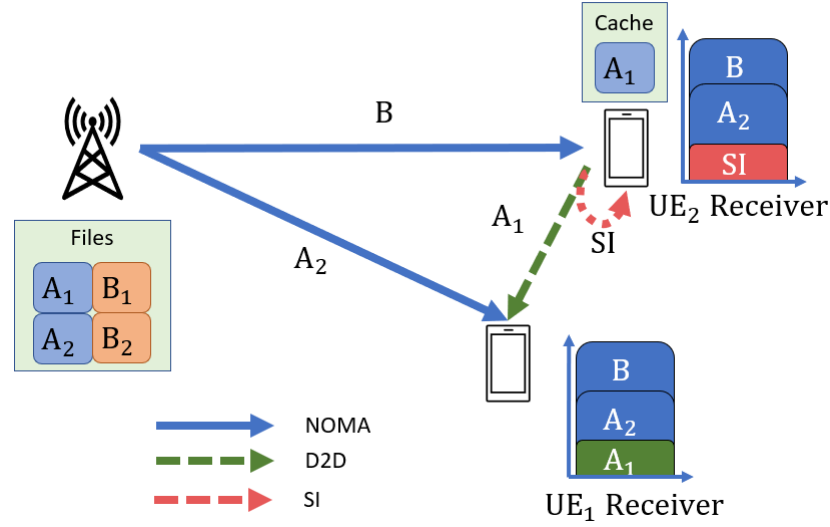 Cache
A₁
B
B
A₂
SI
UE₂ Receiver
A₁
SI
Files
A₁ B₁
A₂ B₂
A₂
B
A₂
A₁
UE₁ Receiver
NOMA
D2D
SI